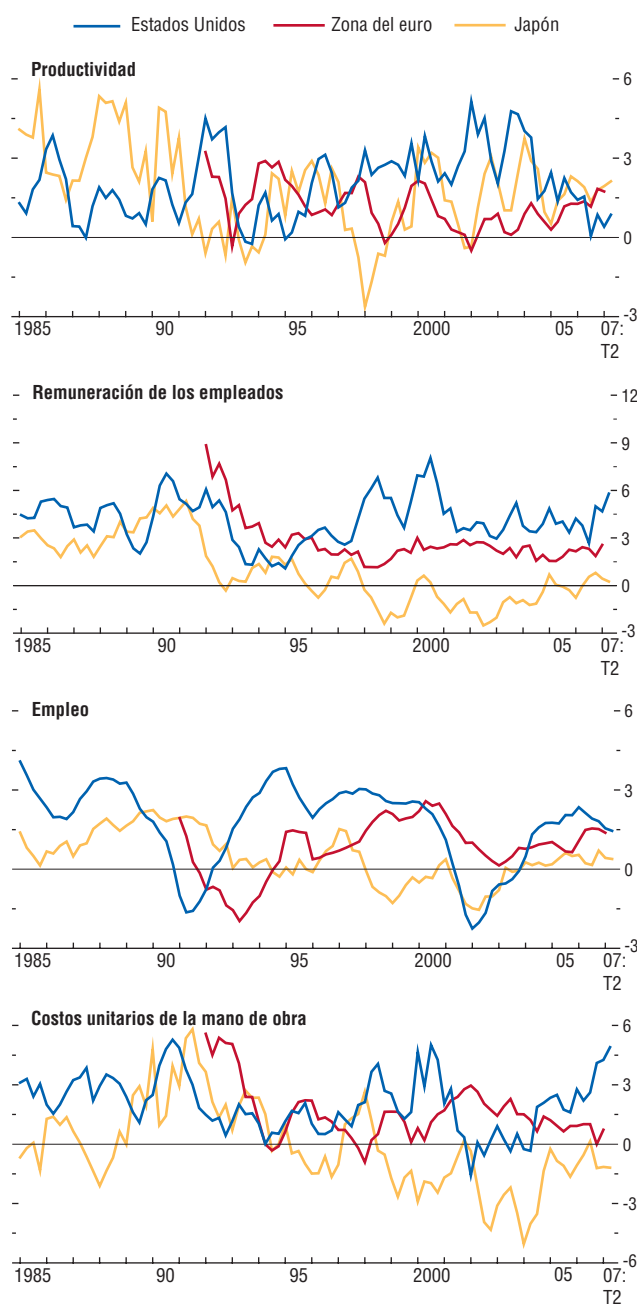 Estados Unidos Zona del euro Japón
Productividad
6
3
0
-3
1985 90 95 2000 05 07:
T2
Remuneración de los empleados
12
9
6
3
0
-3
1985 90 95 2000 05 07:
T2
Empleo
6
3
0
-3
1985 90 95 2000 05 07:
T2
Costos unitarios de la mano de obra
6
3
0
-3
-6
1985 90 95 2000 05 07:
T2